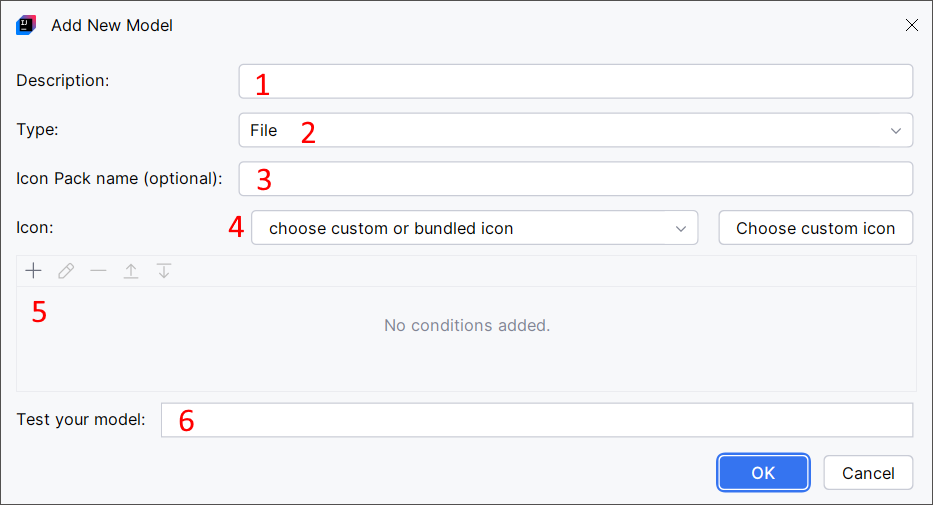 Add New Model
Description: 1
Type: File 2
Icon Pack name (optional): 3
Icon: 4 choose custom or bundled icon Choose custom icon
5
No conditions added.
Test your model: 6
OK Cancel